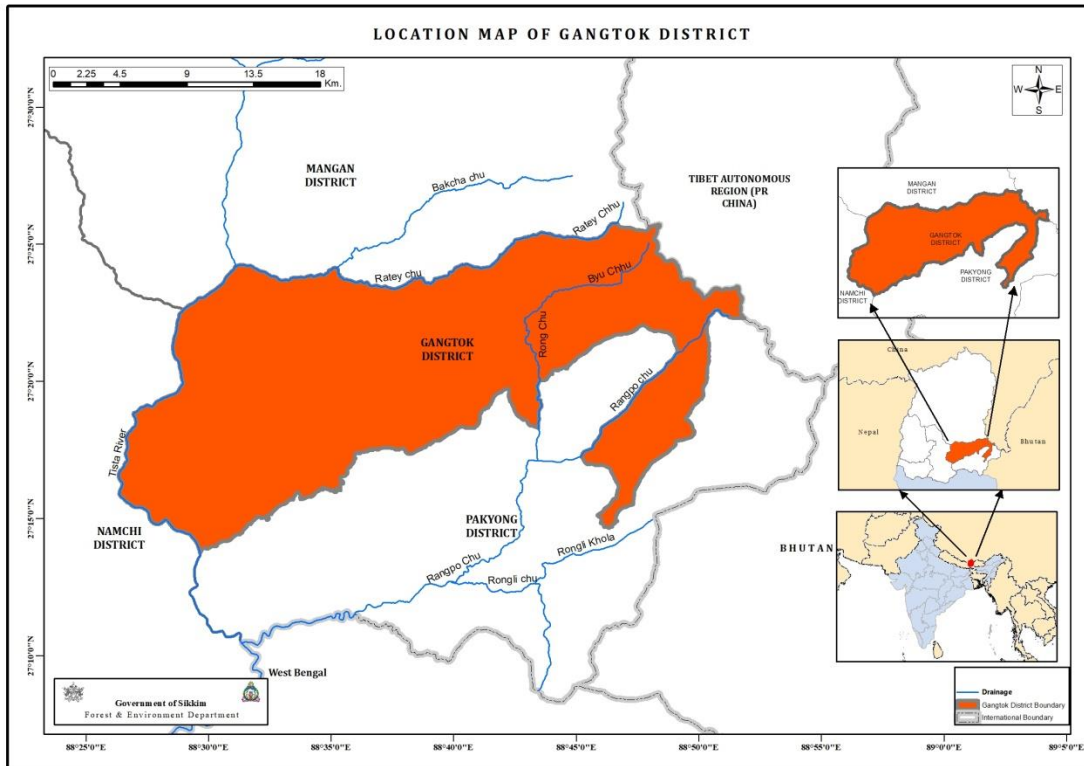 LOCATION MAP OF GANGTOK DISTRICT
0 2.25 4.5 9 13.5 18
Km.
N
W E
S
27°30'0"N
27°25'0"N
27°20'0"N
27°15'0"N
27°10'0"N
MANGAN
DISTRICT
Bakcha chu
TIBET AUTONOMOUS
REGION (PR
CHINA)
Ratey Chhu
Ratey chu
Byu Chhu
GANGTOK
DISTRICT
Rong Chu
Rangpo chu
Tista River
NAMCHI
DISTRICT
PAKYONG
DISTRICT
Rangpo Chu
Rongli Khola
Rongli chu
BHUTAN
West Bengal
MANGAN
DISTRICT
GANGTOK
DISTRICT
PAKYONG
DISTRICT
NAMCHI
DISTRICT
China
Nepal
Bhutan
Government of Sikkim
Forest & Environment Department
Drainage
Gangtok District Boundary
International Boundary
88°25'0"E 88°30'0"E 88°35'0"E 88°40'0"E 88°45'0"E 88°50'0"E 88°55'0"E 89°0'0"E 89°5'0"E